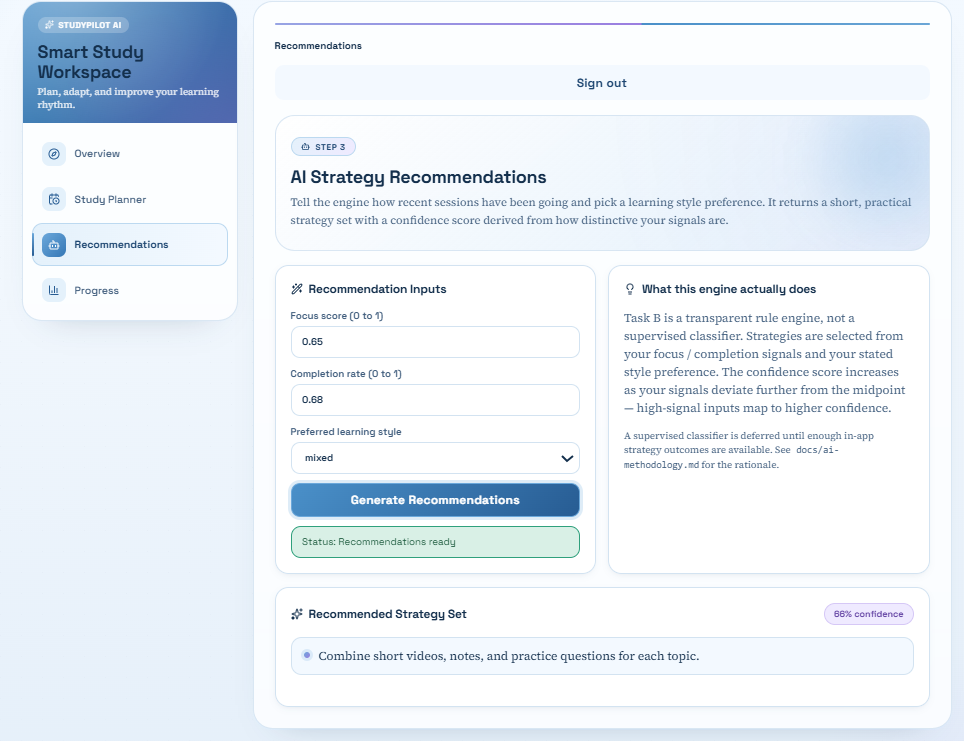 STUDYPILOT AI
Smart Study
Workspace
Plan, adapt, and improve your learning
rhythm.
Overview
Study Planner
Recommendations
Progress
Recommendations
Sign out
STEP 3
AI Strategy Recommendations
Tell the engine how recent sessions have been going and pick a learning style preference. It returns a short, practical
strategy set with a confidence score derived from how distinctive your signals are.
Recommendation Inputs
Focus score (0 to 1)
0.65
Completion rate (0 to 1)
0.68
Preferred learning style
mixed
Generate Recommendations
Status: Recommendations ready
What this engine actually does
Task B is a transparent rule engine, not a
supervised classifier. Strategies are selected from
your focus / completion signals and your stated
style preference. The confidence score increases
as your signals deviate further from the midpoint
— high-signal inputs map to higher confidence.
A supervised classifier is deferred until enough in-app
strategy outcomes are available. See docs/ai-
methodology.md for the rationale.
Recommended Strategy Set
66% confidence
Combine short videos, notes, and practice questions for each topic.